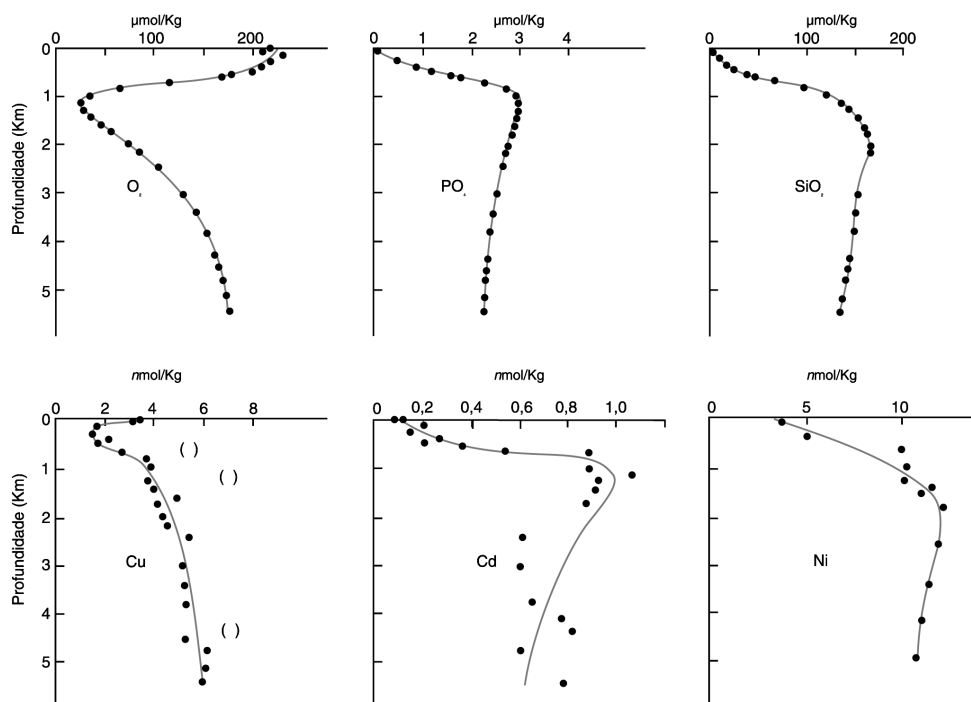 µmol/Kg
0 100 200
Profundidade (Km)
0
1
2
3
4
5
O₂
µmol/Kg
0 1 2 3 4
PO₄
µmol/Kg
0 50 100 150 200
SiO₂
nmol/Kg
0 2 4 6 8
Profundidade (Km)
0
1
2
3
4
5
( )
( )
( )
Cu
nmol/Kg
0 0,2 0,4 0,6 0,8 1,0
Cd
nmol/Kg
0 5 10
Ni